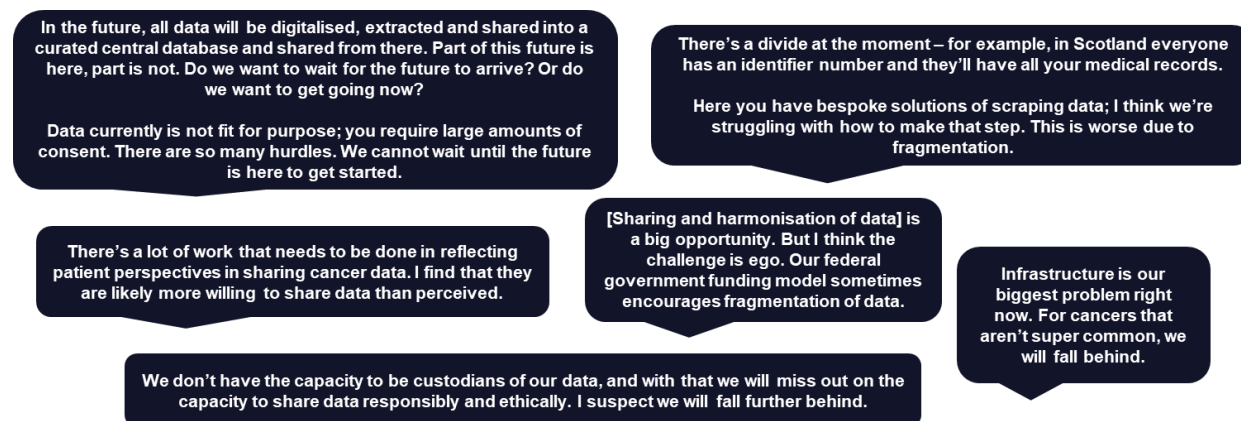 In the future, all data will be digitalised, extracted and shared into a
curated central database and shared from there. Part of this future is
here, part is not. Do we want to wait for the future to arrive? Or do
we want to get going now?
Data currently is not fit for purpose; you require large amounts of
consent. There are so many hurdles. We cannot wait until the future
is here to get started.
There’s a divide at the moment – for example, in Scotland everyone
has an identifier number and they’ll have all your medical records.
Here you have bespoke solutions of scraping data; I think we’re
struggling with how to make that step. This is worse due to
fragmentation.
There’s a lot of work that needs to be done in reflecting
patient perspectives in sharing cancer data. I find that they
are likely more willing to share data than perceived.
[Sharing and harmonisation of data] is
a big opportunity. But I think the
challenge is ego. Our federal
government funding model sometimes
encourages fragmentation of data.
Infrastructure is our
biggest problem right
now. For cancers that
aren’t super common, we
will fall behind.
We don’t have the capacity to be custodians of our data, and with that we will miss out on the
capacity to share data responsibly and ethically. I suspect we will fall further behind.